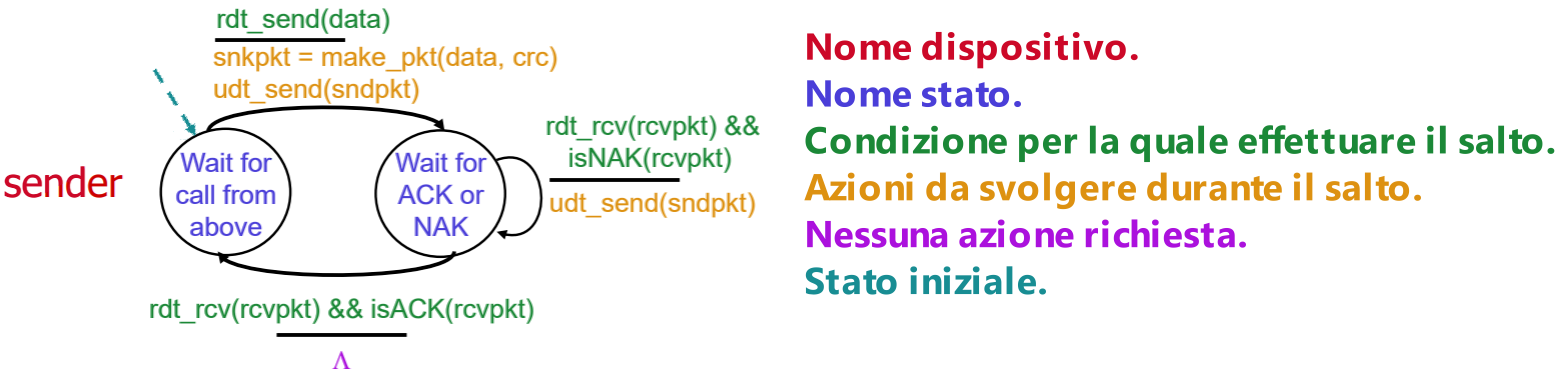 rdt_send(data)
snkpkt = make_pkt(data, crc)
udt_send(sndpkt)
sender
Wait for
call from
above
Wait for
ACK or
NAK
rdt_rcv(rcvpkt) &&
isNAK(rcvpkt)
udt_send(sndpkt)
rdt_rcv(rcvpkt) && isACK(rcvpkt)
Λ
Nome dispositivo.
Nome stato.
Condizione per la quale effettuare il salto.
Azioni da svolgere durante il salto.
Nessuna azione richiesta.
Stato iniziale.